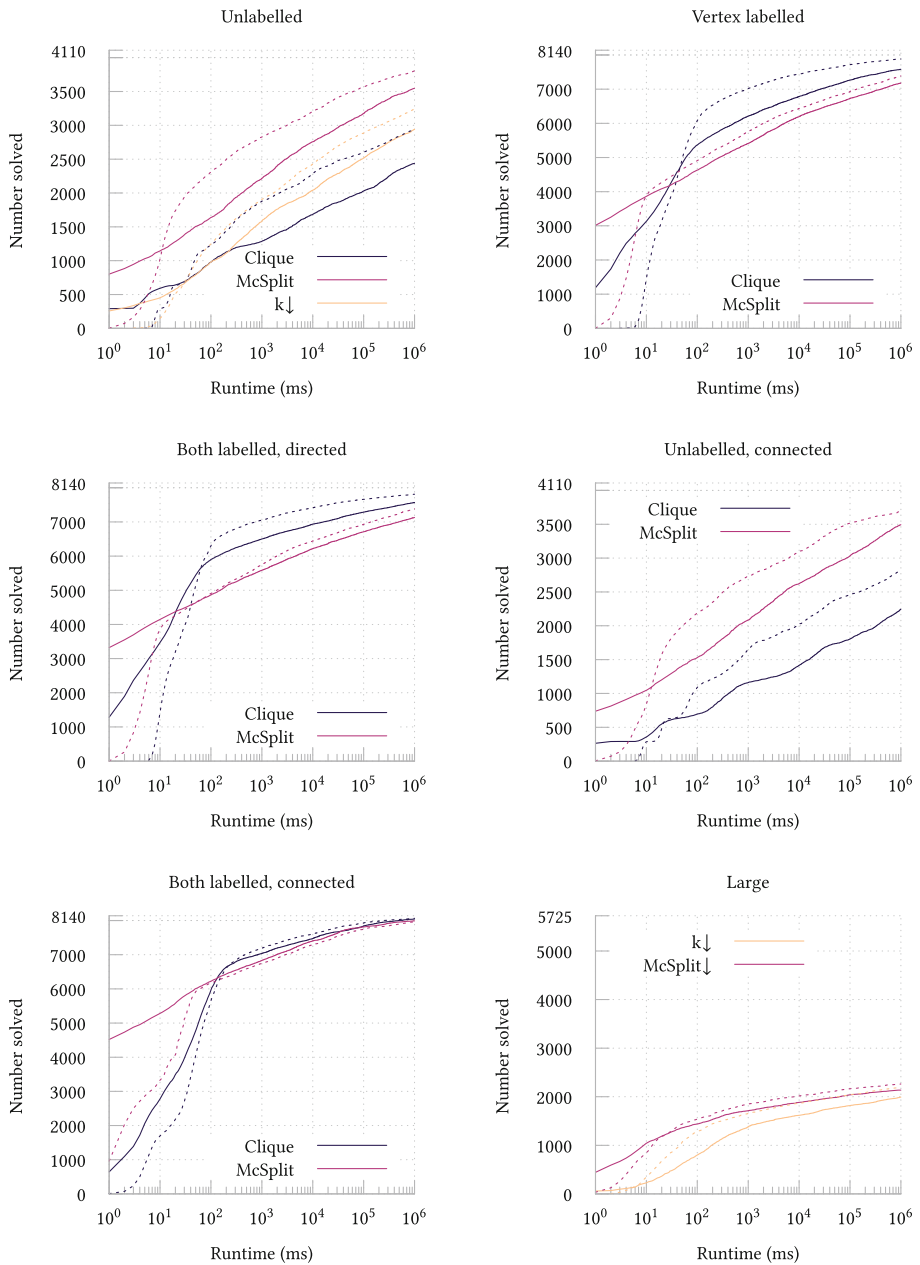 Unlabelled
4110
3500
3000
2500
2000
1500
1000
500
0
Number solved
Clique
McSplit
k↓
10^0 10^1 10^2 10^3 10^4 10^5 10^6
Runtime (ms)
Vertex labelled
8140
7000
6000
5000
4000
3000
2000
1000
0
Number solved
Clique
McSplit
10^0 10^1 10^2 10^3 10^4 10^5 10^6
Runtime (ms)
Both labelled, directed
8140
7000
6000
5000
4000
3000
2000
1000
0
Number solved
Clique
McSplit
10^0 10^1 10^2 10^3 10^4 10^5 10^6
Runtime (ms)
Unlabelled, connected
4110
3500
3000
2500
2000
1500
1000
500
0
Number solved
Clique
McSplit
10^0 10^1 10^2 10^3 10^4 10^5 10^6
Runtime (ms)
Both labelled, connected
8140
7000
6000
5000
4000
3000
2000
1000
0
Number solved
Clique
McSplit
10^0 10^1 10^2 10^3 10^4 10^5 10^6
Runtime (ms)
Large
5725
5000
4000
3000
2000
1000
0
Number solved
k↓
McSplit↓
10^0 10^1 10^2 10^3 10^4 10^5 10^6
Runtime (ms)